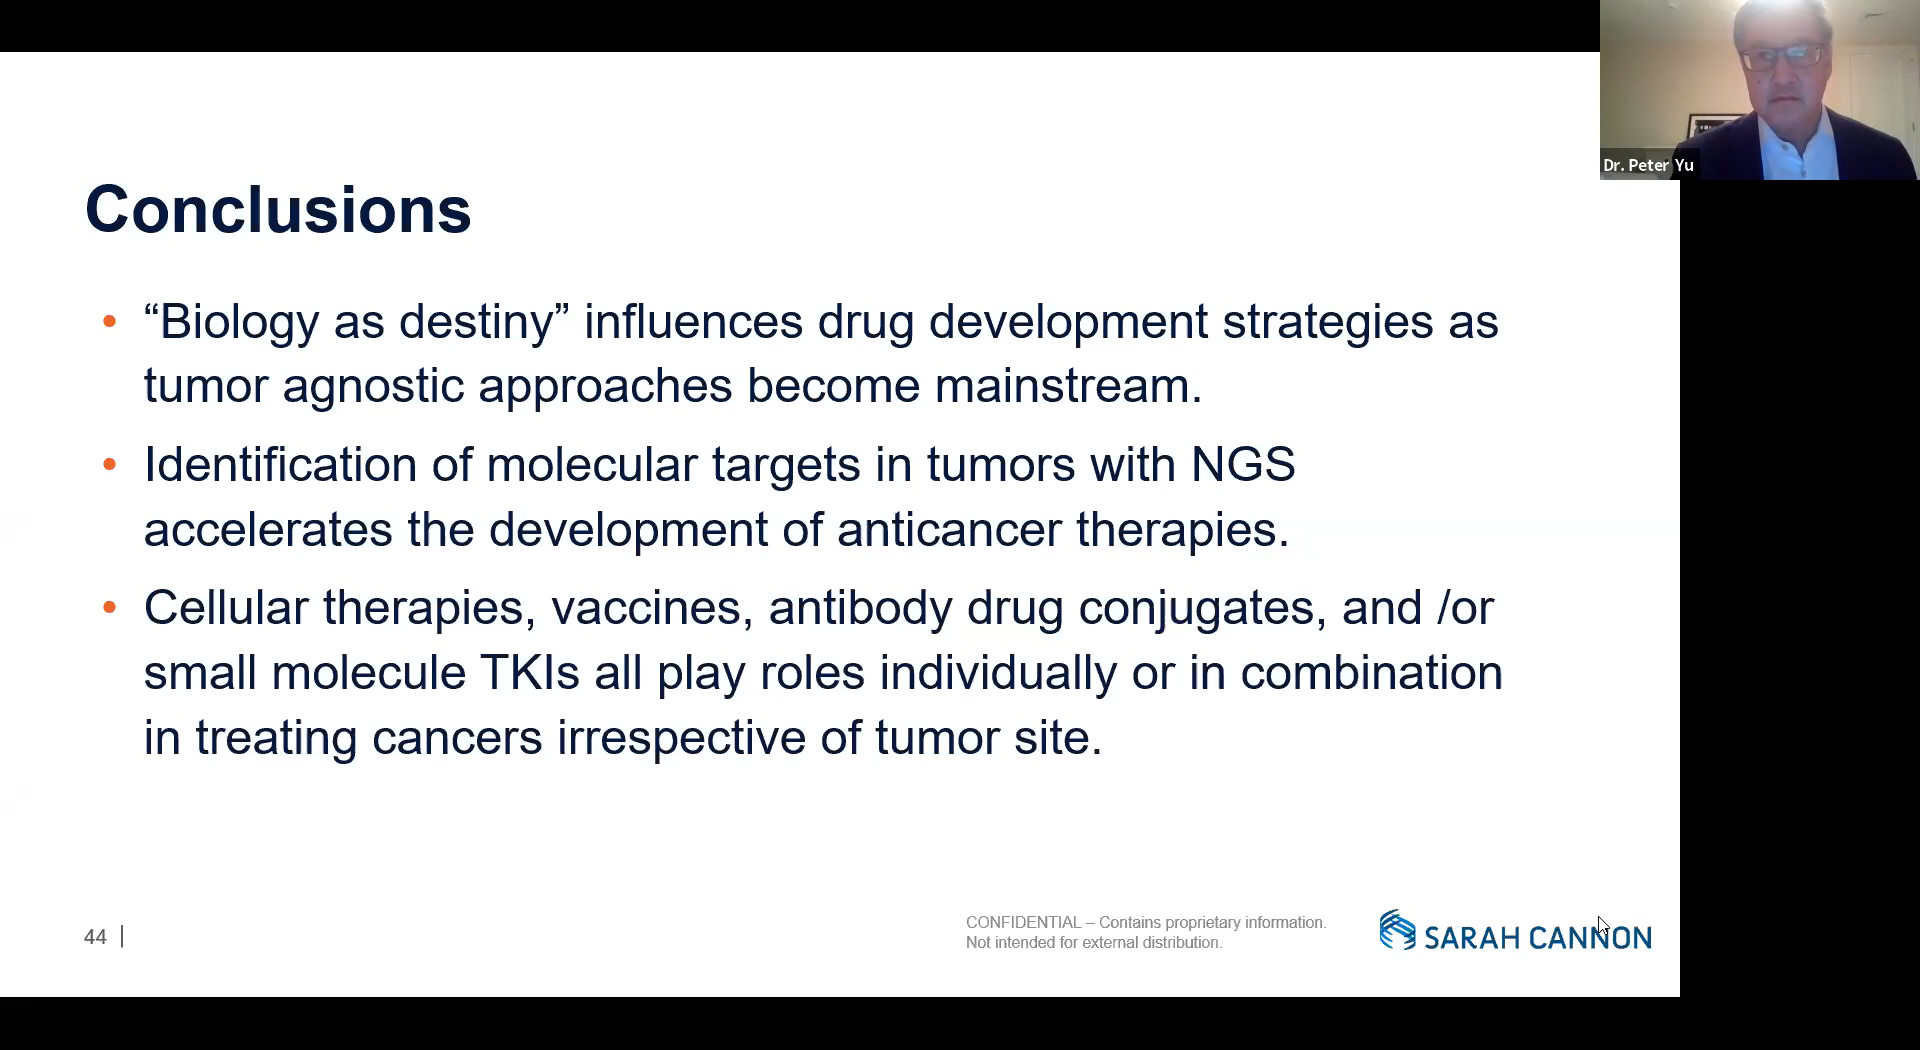 Dr. Peter Yu
Conclusions
• “Biology as destiny” influences drug development strategies as
tumor agnostic approaches become mainstream.
• Identification of molecular targets in tumors with NGS
accelerates the development of anticancer therapies.
• Cellular therapies, vaccines, antibody drug conjugates, and /or
small molecule TKIs all play roles individually or in combination
in treating cancers irrespective of tumor site.
44 |
CONFIDENTIAL – Contains proprietary information.
Not intended for external distribution.
SARAH CANNON